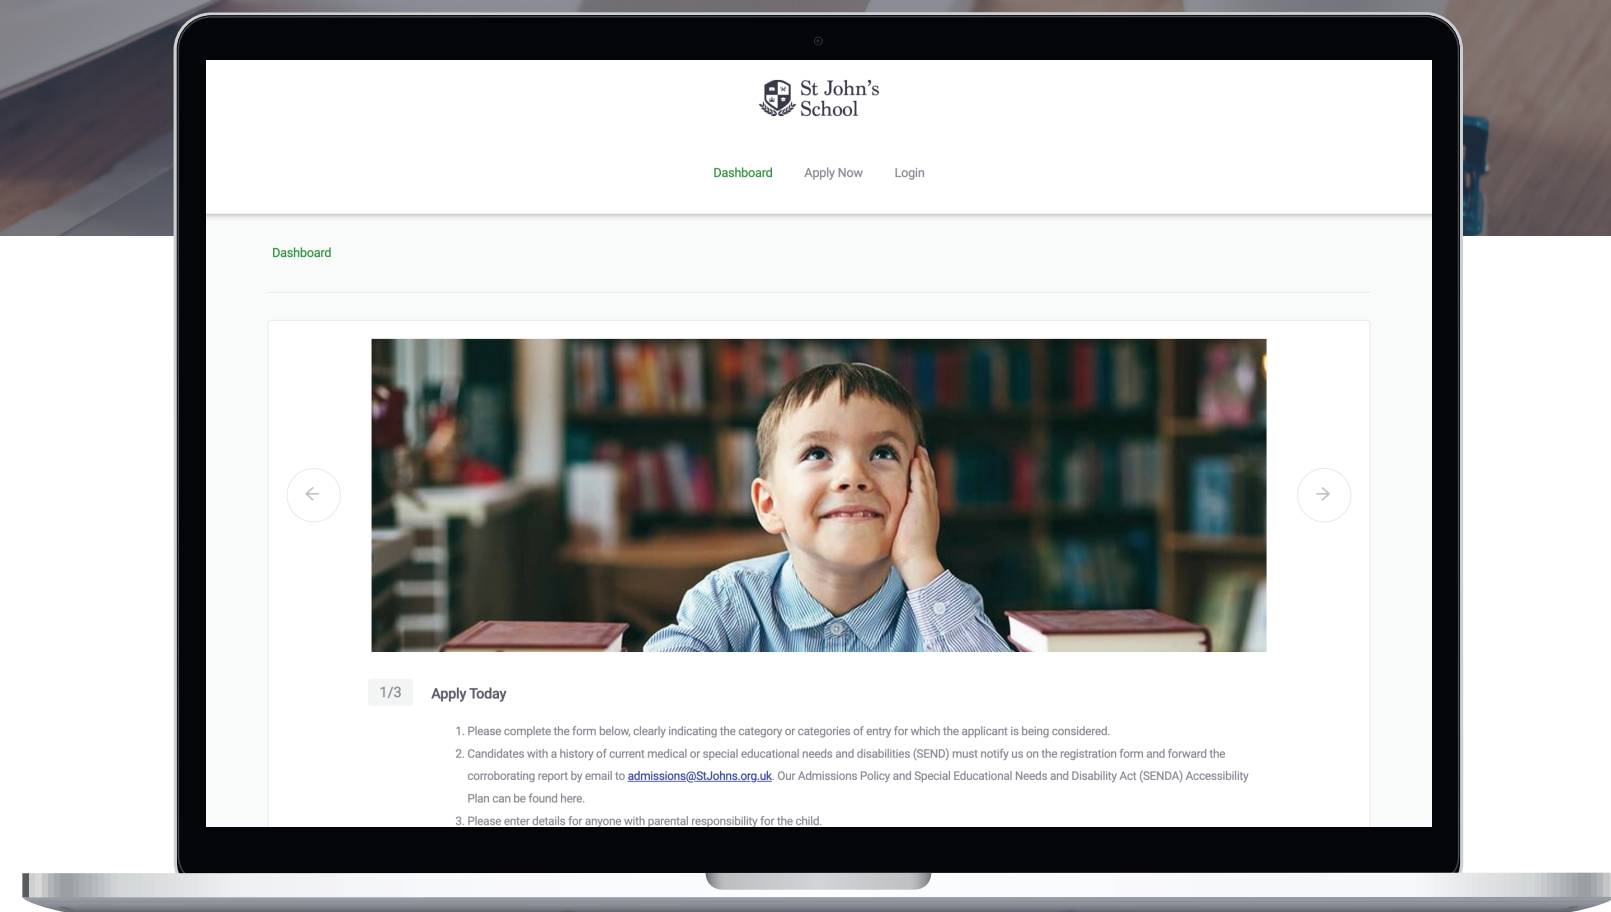 St John's
School
Dashboard Apply Now Login
Dashboard
1/3 Apply Today
1. Please complete the form below, clearly indicating the category or categories of entry for which the applicant is being considered.
2. Candidates with a history of current medical or special educational needs and disabilities (SEND) must notify us on the registration form and forward the
corroborating report by email to admissions@StJohns.org.uk. Our Admissions Policy and Special Educational Needs and Disability Act (SENDA) Accessibility
Plan can be found here.
3. Please enter details for anyone with parental responsibility for the child.